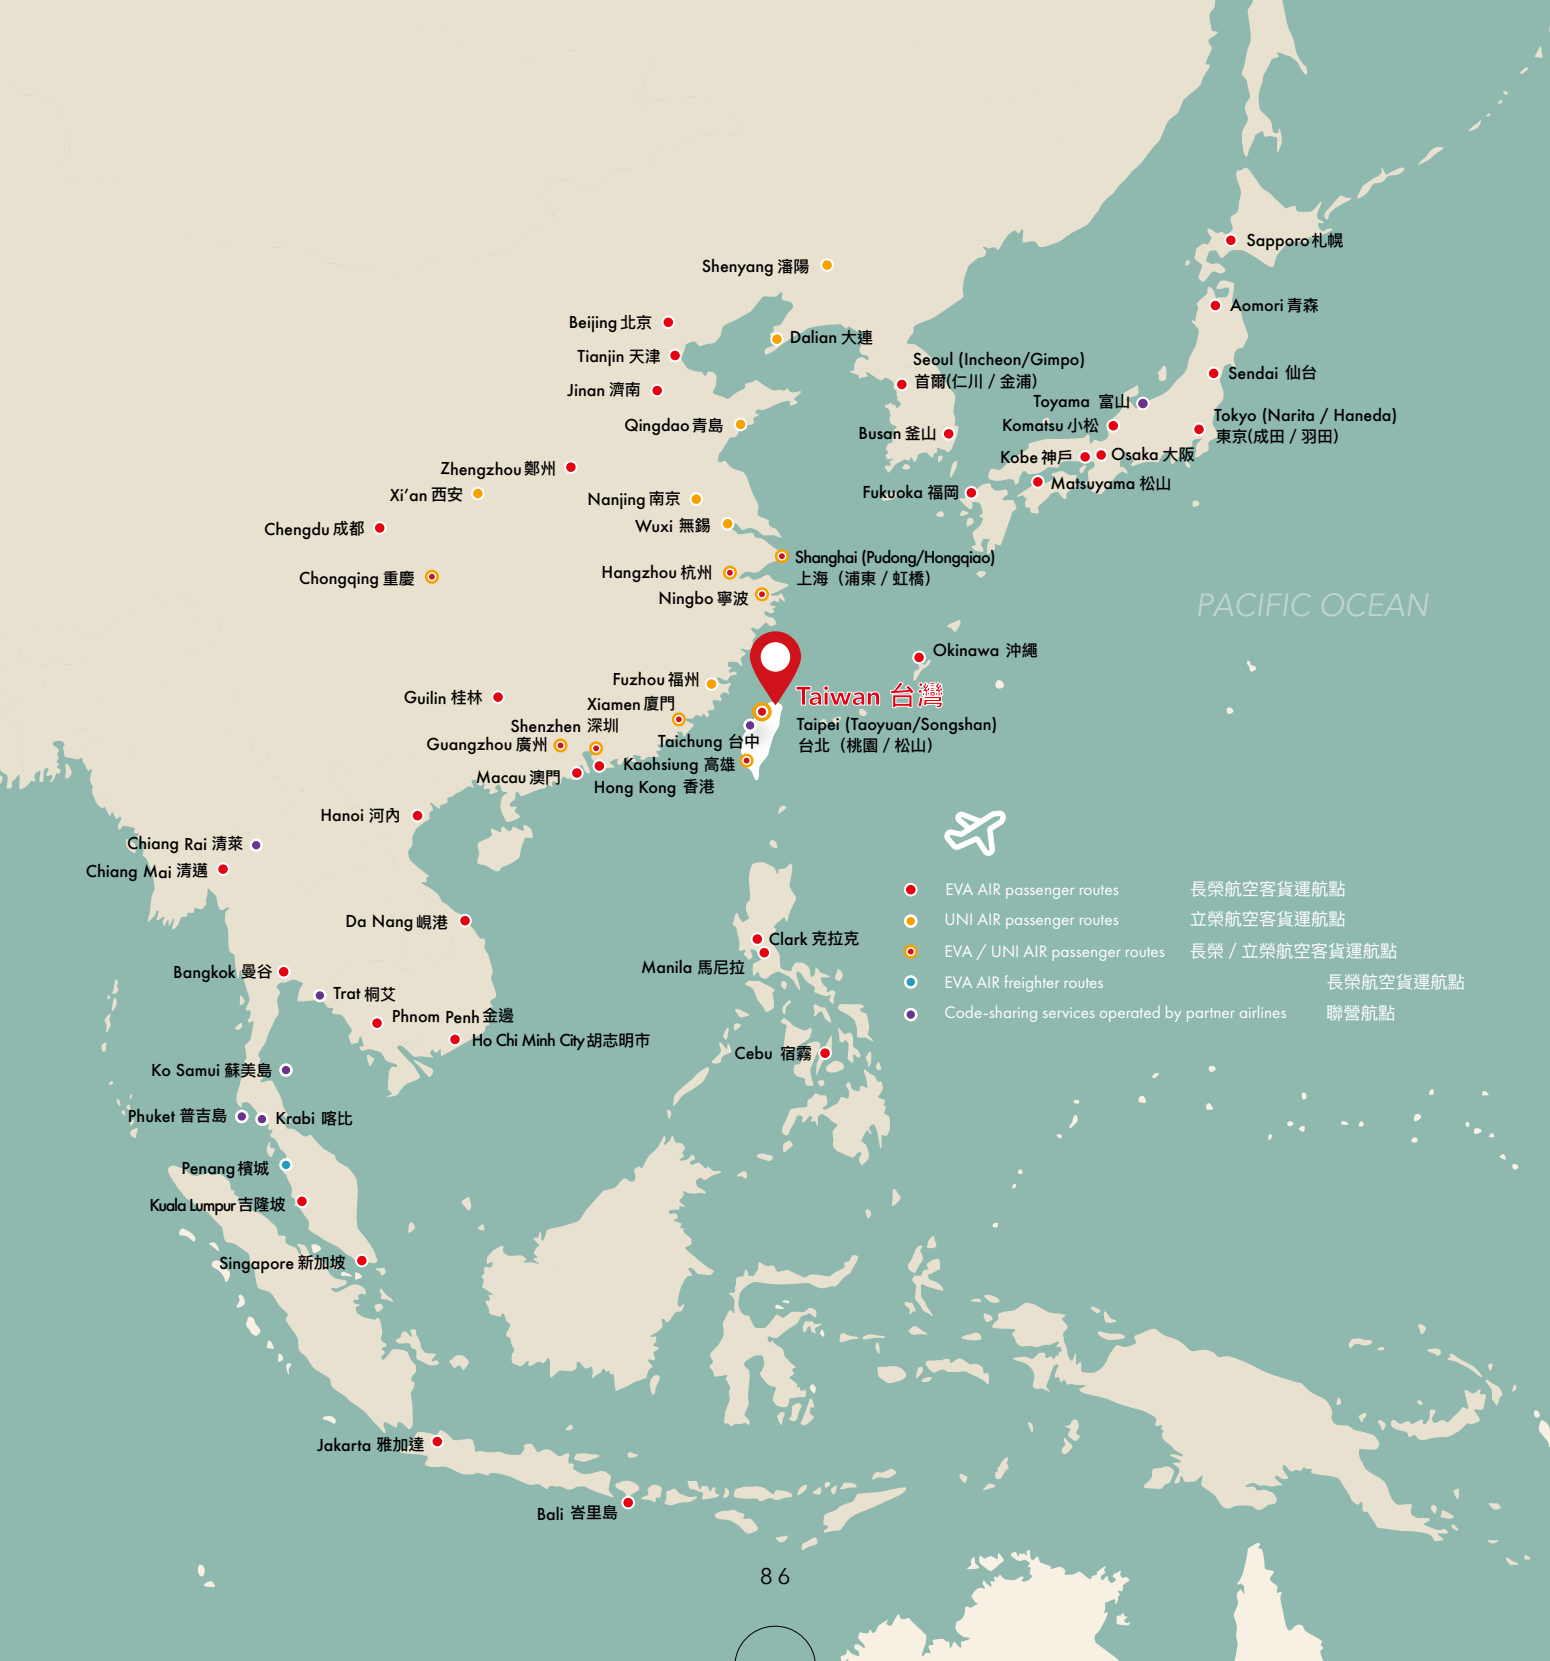 Sapporo 札幌
Shenyang 瀋陽
Aomori 青森
Beijing 北京
Dalian 大連
Tianjin 天津
Seoul (Incheon/Gimpo)
首爾(仁川 / 金浦)
Sendai 仙台
Jinan 濟南
Toyama 富山
Qingdao 青島
Komatsu 小松
Tokyo (Narita / Haneda)
東京(成田 / 羽田)
Busan 釜山
Kobe 神戶
Osaka 大阪
Zhengzhou 鄭州
Matsuyama 松山
Xi'an 西安
Nanjing 南京
Fukuoka 福岡
Wuxi 無錫
Chengdu 成都
Shanghai (Pudong/Hongqiao)
上海（浦東 / 虹橋）
Hangzhou 杭州
Chongqing 重慶
Ningbo 寧波
PACIFIC OCEAN
Okinawa 沖繩
Fuzhou 福州
Taiwan 台灣
Guilin 桂林
Xiamen 廈門
Shenzhen 深圳
Taipei (Taoyuan/Songshan)
台北（桃園 / 松山）
Guangzhou 廣州
Taichung 台中
Kaohsiung 高雄
Macau 澳門
Hong Kong 香港
Hanoi 河內
Chiang Rai 清萊
Chiang Mai 清邁
EVA AIR passenger routes 長榮航空客貨運航點
UNI AIR passenger routes 立榮航空客貨運航點
EVA / UNI AIR passenger routes 長榮 / 立榮航空客貨運航點
EVA AIR freighter routes 長榮航空貨運航點
Code-sharing services operated by partner airlines 聯營航點
Da Nang 峴港
Clark 克拉克
Manila 馬尼拉
Bangkok 曼谷
Trat 桐艾
Phnom Penh 金邊
Ho Chi Minh City 胡志明市
Cebu 宿霧
Ko Samui 蘇美島
Phuket 普吉島
Krabi 喀比
Penang 檳城
Kuala Lumpur 吉隆坡
Singapore 新加坡
Jakarta 雅加達
Bali 峇里島
86